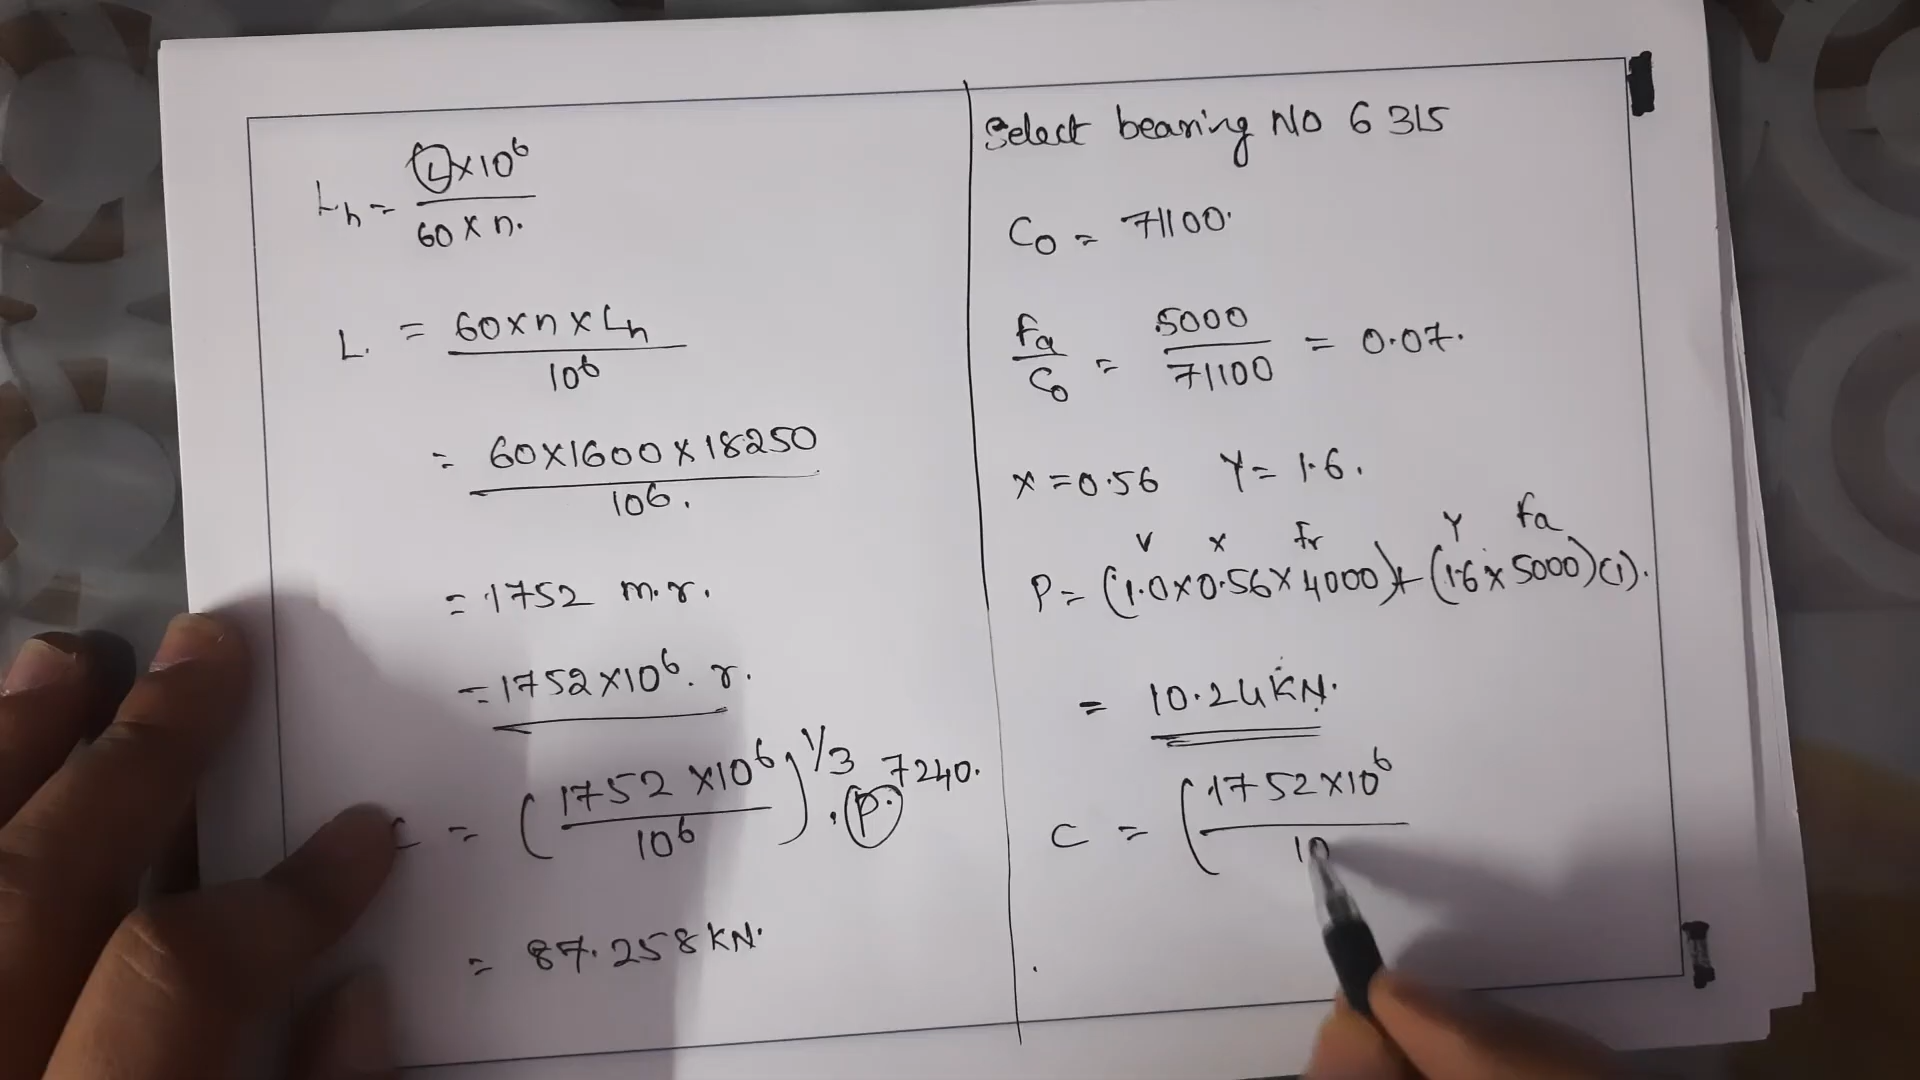 Lh = L×10⁶
60 × n.
L. = 60×n×Lh
10⁶
= 60×1600×18250
10⁶.
= 1752 m.r.
= 1752×10⁶. r.
C = (1752 ×10⁶ / 10⁶)^1/3 . P. 7240.
= 87.258 KN.
Select bearing NO 6315
Co = 71100.
Fa/Co = 5000/71100 = 0.07.
X = 0.56 Y = 1.6.
V X Fr Y Fa
P = (1.0×0.56×4000)+(1.6×5000)(1).
= 10.24KN.
C = (1752×10⁶
10